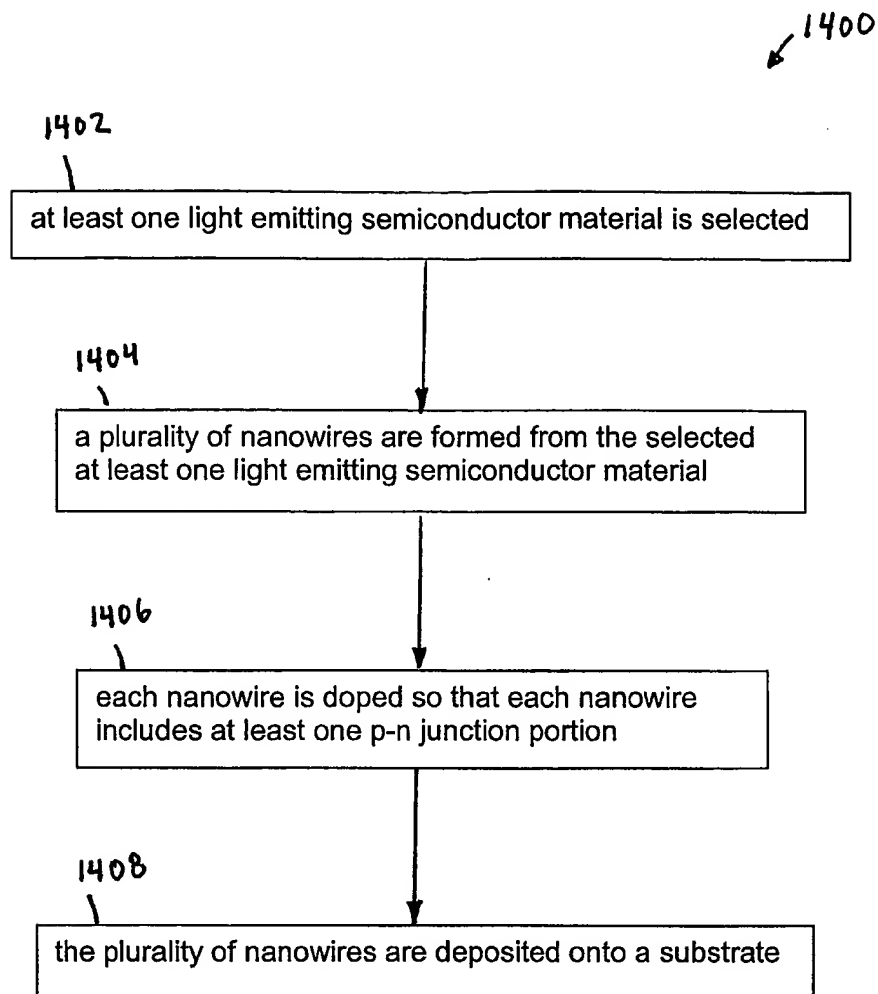 1400
1402
at least one light emitting semiconductor material is selected
1404
a plurality of nanowires are formed from the selected
at least one light emitting semiconductor material
1406
each nanowire is doped so that each nanowire
includes at least one p-n junction portion
1408
the plurality of nanowires are deposited onto a substrate